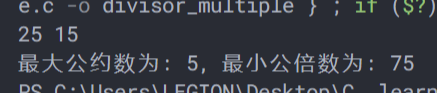 e.c -o divisor_multiple } ; if ($?)
25 15
最大公约数为: 5, 最小公倍数为: 75
PS C:\Users\LEGION\Desktop\C learn